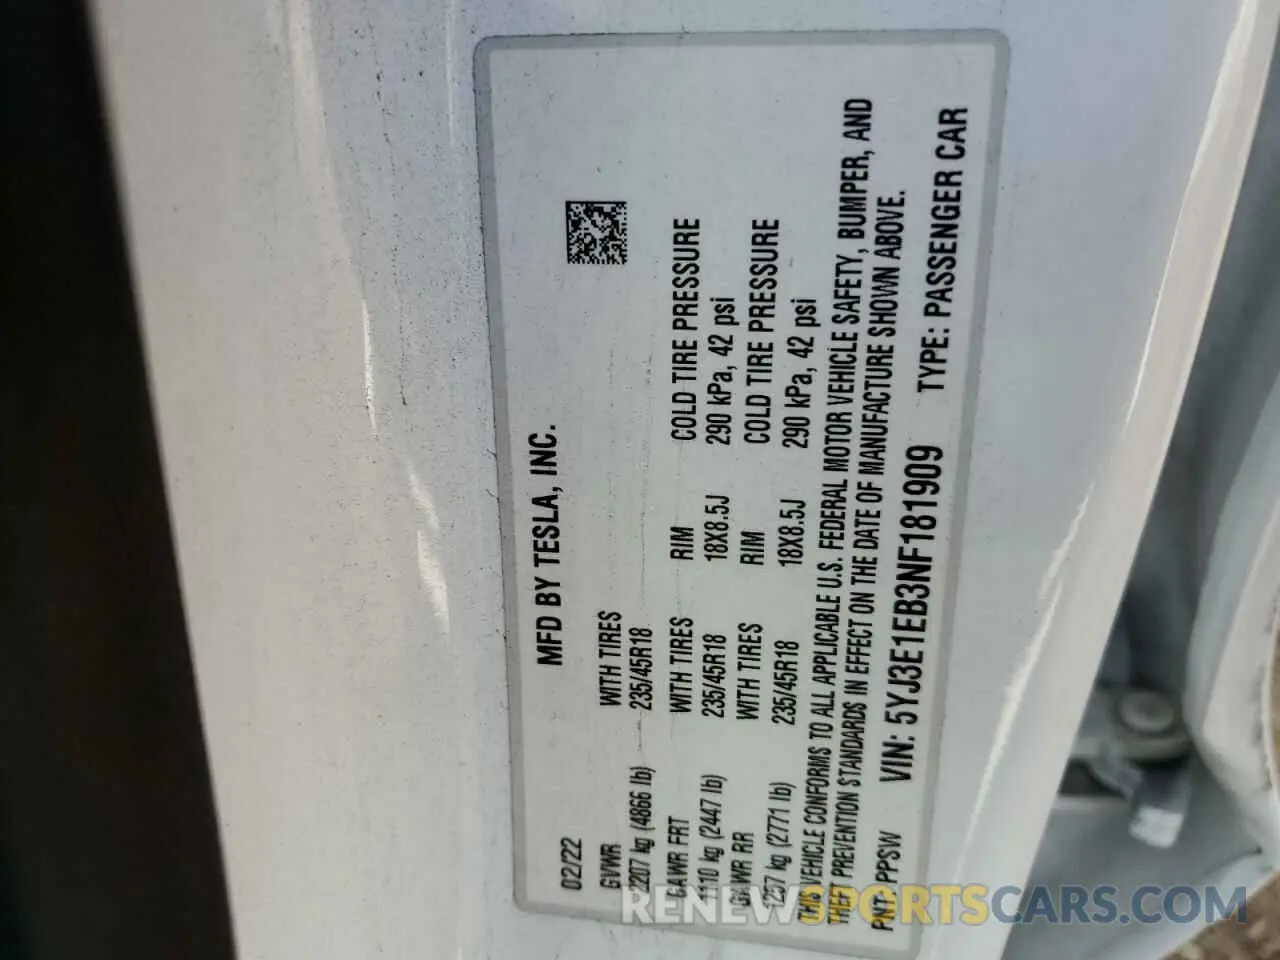 MFD BY TESLA, INC.
02/22
GVWR WITH TIRES
2207 kg (4866 lb) 235/45R18
GAWR FRT WITH TIRES RIM COLD TIRE PRESSURE
1110 kg (2447 lb) 235/45R18 18X8.5J 290 kPa, 42 psi
GAWR RR WITH TIRES RIM COLD TIRE PRESSURE
1257 kg (2771 lb) 235/45R18 18X8.5J 290 kPa, 42 psi
THIS VEHICLE CONFORMS TO ALL APPLICABLE U.S. FEDERAL MOTOR VEHICLE SAFETY, BUMPER, AND
THEFT PREVENTION STANDARDS IN EFFECT ON THE DATE OF MANUFACTURE SHOWN ABOVE.
PNT: PPSW VIN: 5YJ3E1EB3NF181909 TYPE: PASSENGER CAR
RENEWSPORTSCARS.COM